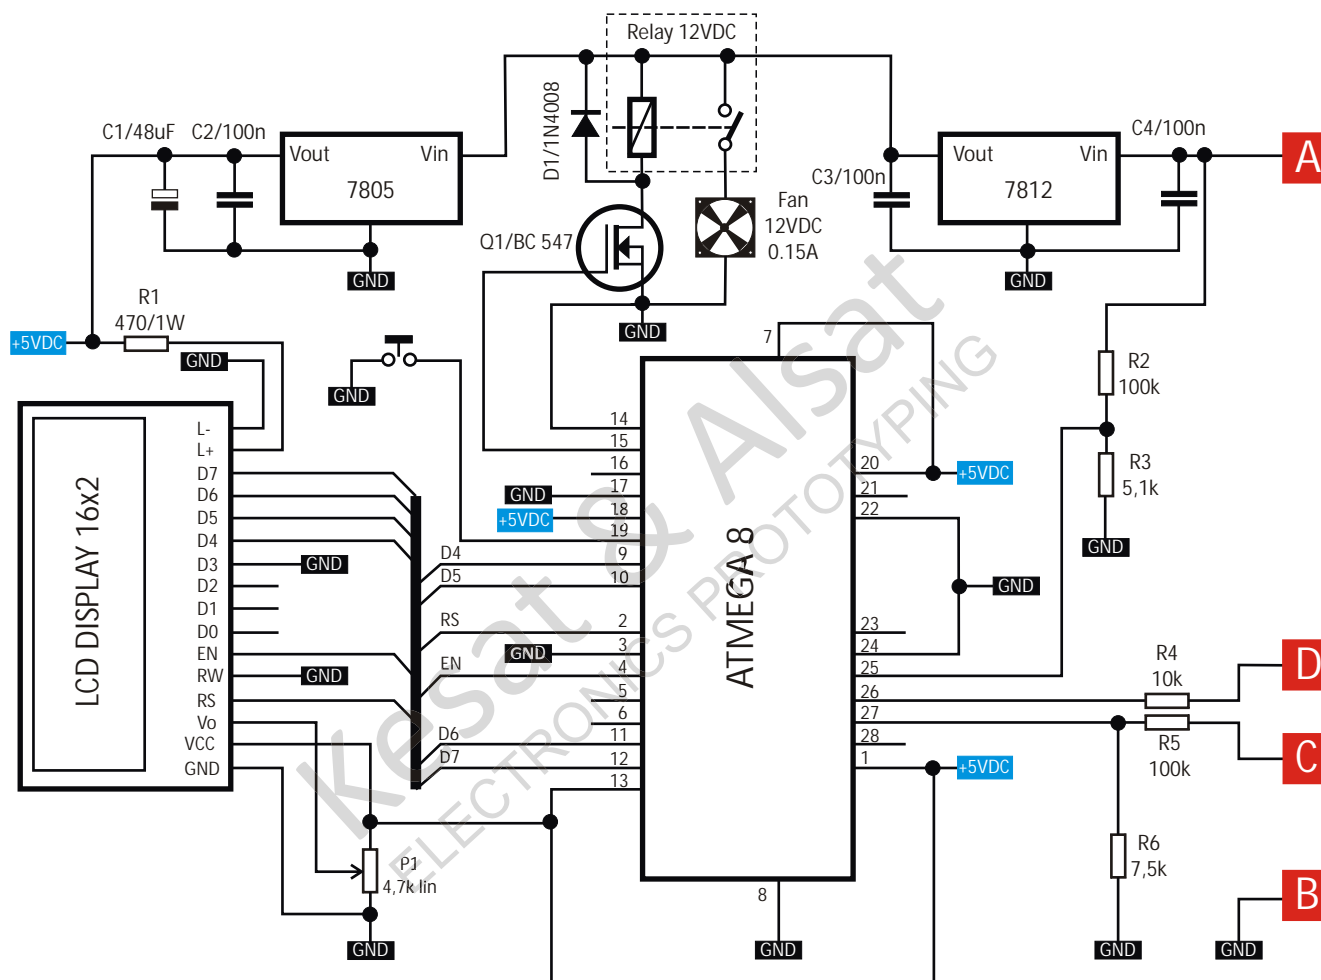 Relay 12VDC
D1/1N4008
C1/48uF
C2/100n
Vout
Vin
7805
GND
Q1/BC 547
Fan
12VDC
0.15A
GND
C3/100n
Vout
Vin
7812
C4/100n
GND
A
R1
470/1W
+5VDC
GND
GND
R2
100k
R3
5,1k
GND
LCD DISPLAY 16x2
L-
L+
D7
D6
D5
D4
D3
D2
D1
D0
EN
RW
RS
Vo
VCC
GND
GND
GND
D4
D5
RS
EN
D6
D7
GND
+5VDC
GND
P1
4,7k lin
GND
ATMEGA 8
14
15
16
17
18
19
9
10
2
3
4
5
6
11
12
13
7
8
20
21
22
23
24
25
26
27
28
1
+5VDC
GND
+5VDC
GND
R4
10k
D
R5
100k
C
R6
7,5k
GND
GND
B
Kesat & Alsat
ELECTRONICS PROTOTYPING